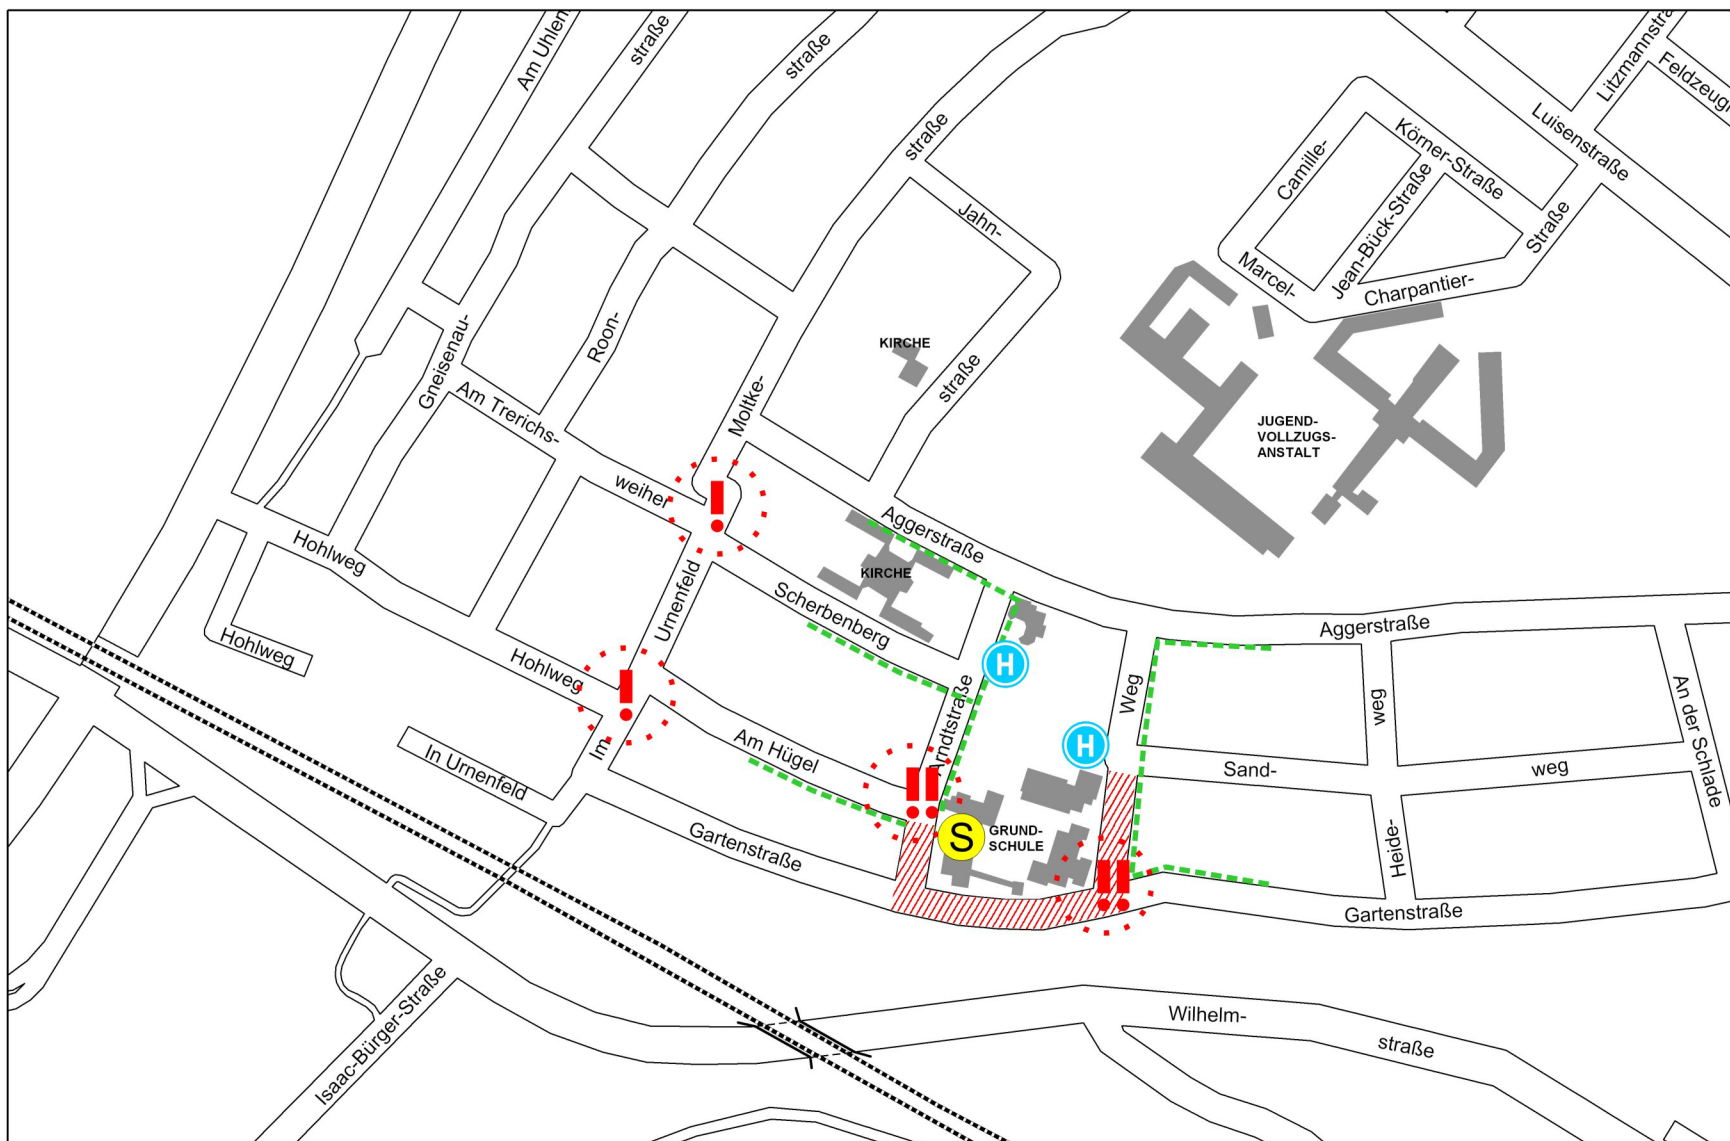 Am Uhlen
straße
straße
straße
Litzmannstra
Feldzeug
Luisenstraße
Körner-Straße
Camille-
Jean-Bück-Straße
Straße
Marcel-
Charpantier-
Jahn-
straße
KIRCHE
Gneisenau-
Roon-
Moltke-
Am Trerichs-
weiher
JUGEND-
VOLLZUGS-
ANSTALT
Aggerstraße
KIRCHE
Hohlweg
Hohlweg
Hohlweg
Urnenfeld
Im
Scherbenberg
Aggerstraße
H
Arndtstraße
Weg
H
weg
An der Schlade
In Urnenfeld
Am Hügel
Sand-
weg
Gartenstraße
S
GRUND-
SCHULE
Heide-
Gartenstraße
Isaac-Bürger-Straße
Wilhelm-
straße